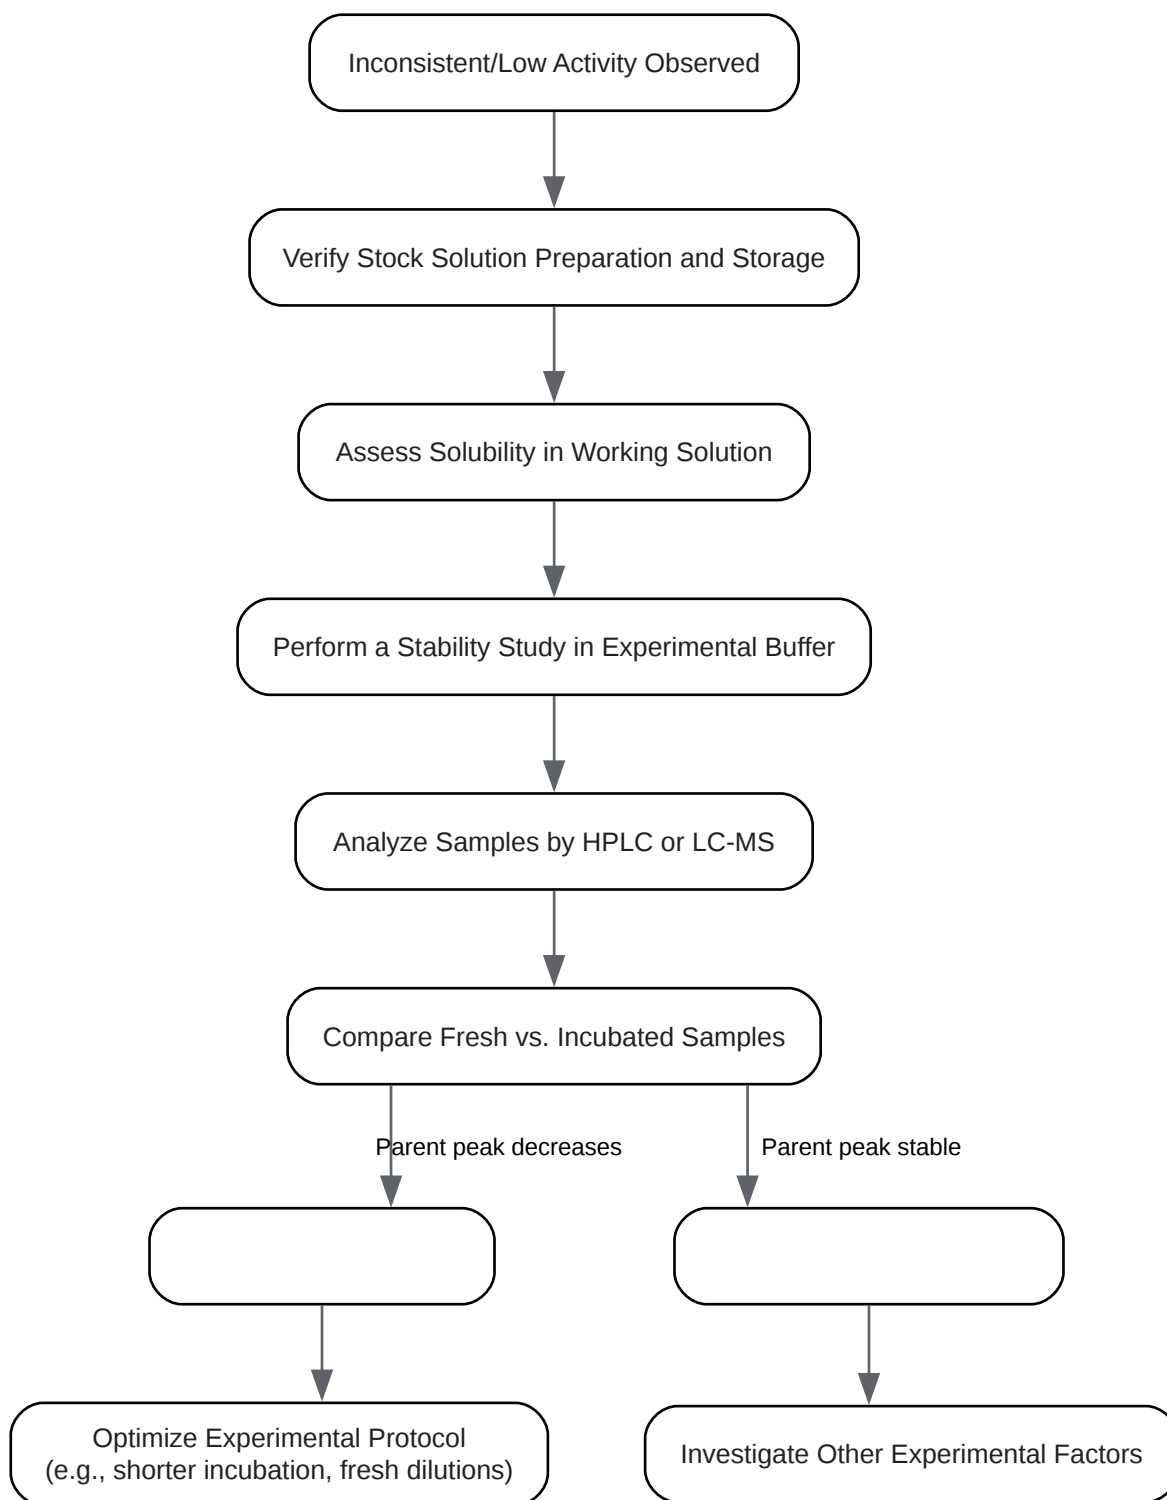 Inconsistent/Low Activity Observed
Verify Stock Solution Preparation and Storage
Assess Solubility in Working Solution
Perform a Stability Study in Experimental Buffer
Analyze Samples by HPLC or LC-MS
Compare Fresh vs. Incubated Samples
Parent peak decreases
Parent peak stable
Optimize Experimental Protocol
(e.g., shorter incubation, fresh dilutions)
Investigate Other Experimental Factors